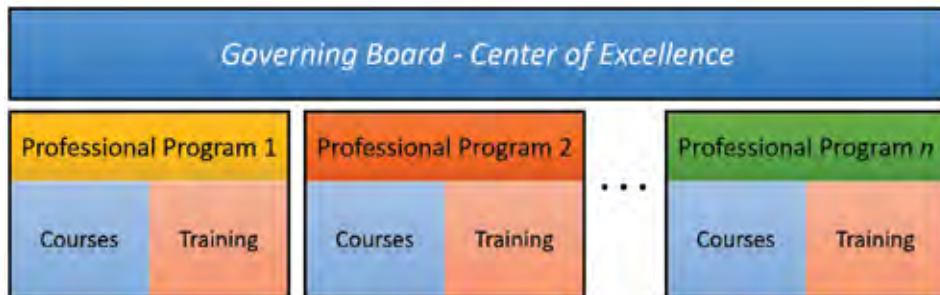 Governing Board - Center of Excellence
Professional Program 1
Professional Program 2
...
Professional Program n
Courses
Training
Courses
Training
Courses
Training